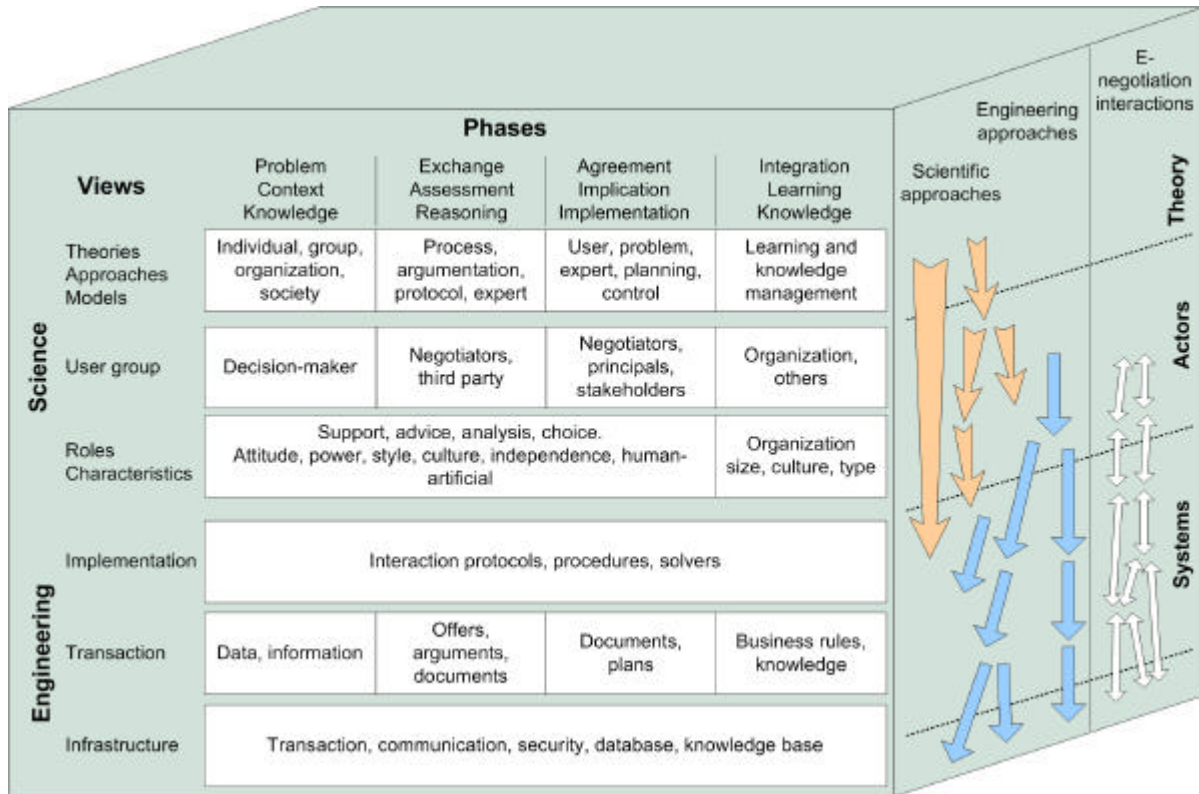 Phases
Views
Problem
Context
Knowledge
Exchange
Assessment
Reasoning
Agreement
Implication
Implementation
Integration
Learning
Knowledge
Science
Theories
Approaches
Models
Individual, group,
organization,
society
Process,
argumentation,
protocol, expert
User, problem,
expert, planning,
control
Learning and
knowledge
management
User group
Decision-maker
Negotiators,
third party
Negotiators,
principals,
stakeholders
Organization,
others
Roles
Characteristics
Support, advice, analysis, choice.
Attitude, power, style, culture, independence, human-
artificial
Organization
size, culture, type
Engineering
Implementation
Interaction protocols, procedures, solvers
Transaction
Data, information
Offers,
arguments,
documents
Documents,
plans
Business rules,
knowledge
Infrastructure
Transaction, communication, security, database, knowledge base
Scientific
approaches
Engineering
approaches
E-
negotiation
interactions
Theory
Actors
Systems